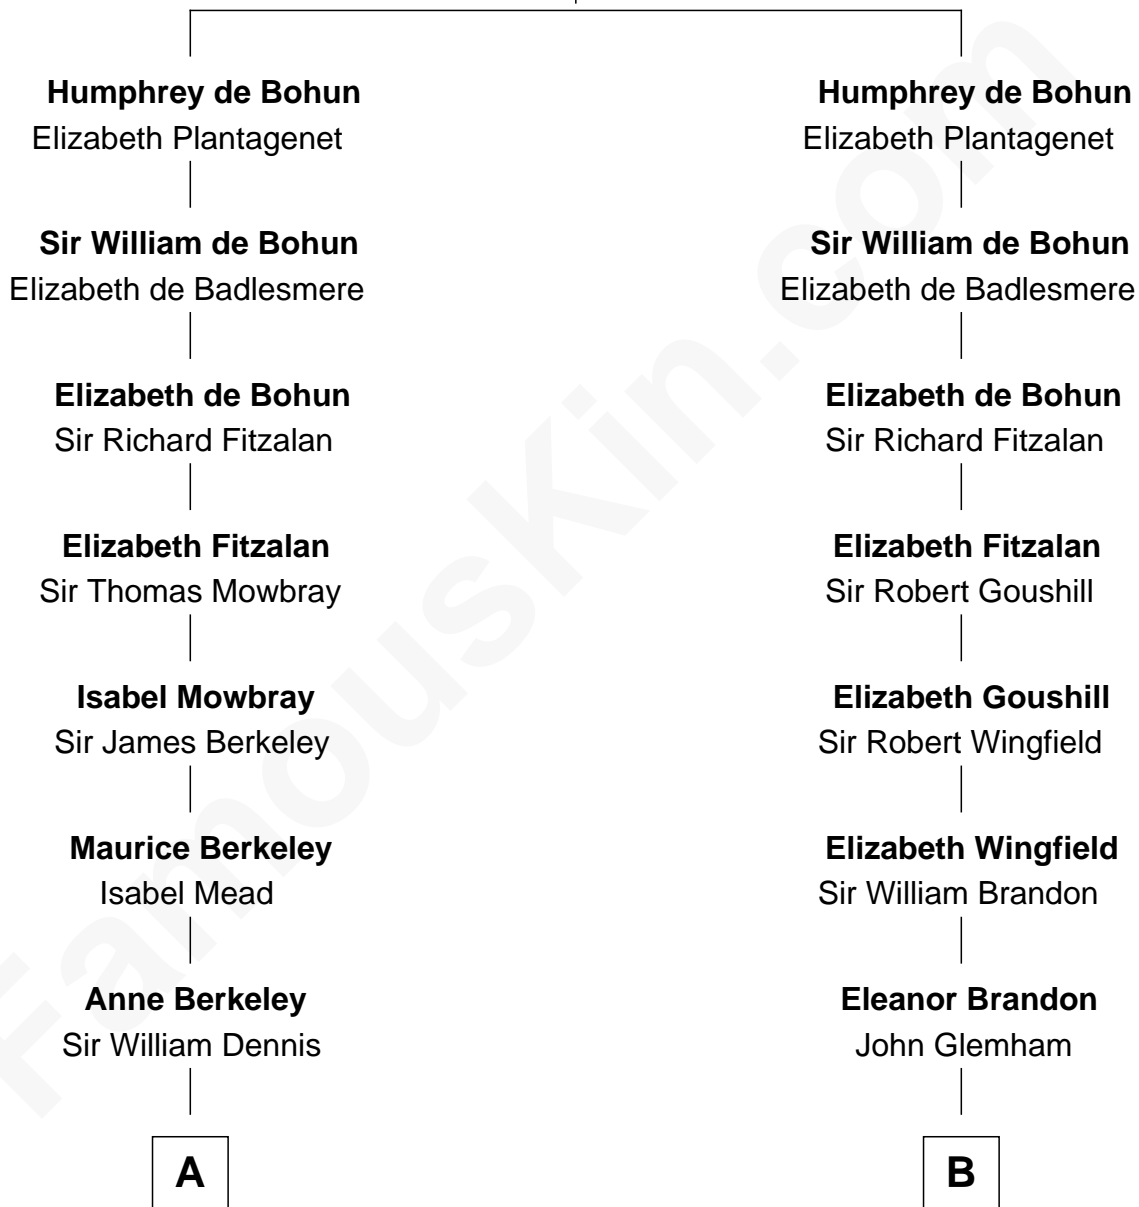 Humphrey de Bohun
Elizabeth Plantagenet
Sir William de Bohun
Elizabeth de Badlesmere
Elizabeth de Bohun
Sir Richard Fitzalan
Elizabeth Fitzalan
Sir Thomas Mowbray
Isabel Mowbray
Sir James Berkeley
Maurice Berkeley
Isabel Mead
Anne Berkeley
Sir William Dennis
A
Humphrey de Bohun
Elizabeth Plantagenet
Sir William de Bohun
Elizabeth de Badlesmere
Elizabeth de Bohun
Sir Richard Fitzalan
Elizabeth Fitzalan
Sir Robert Goushill
Elizabeth Goushill
Sir Robert Wingfield
Elizabeth Wingfield
Sir William Brandon
Eleanor Brandon
John Glemham
B
FamousKin.com